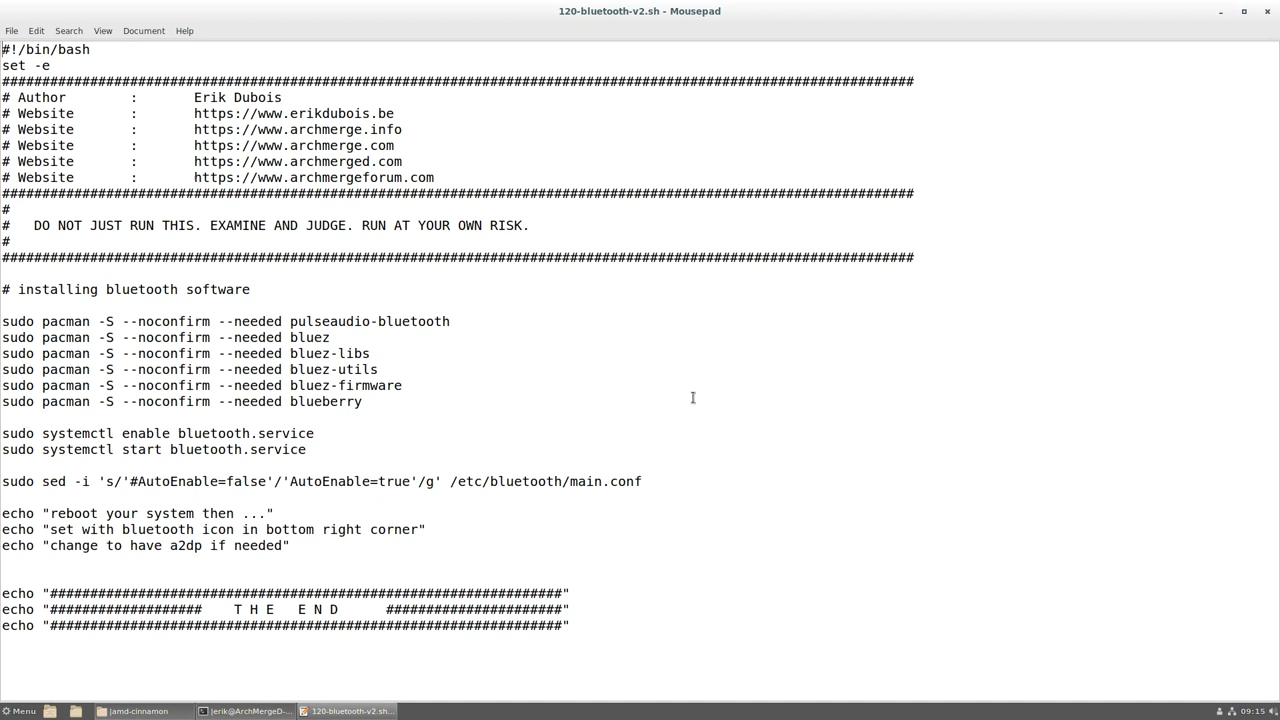 120-bluetooth-v2.sh - Mousepad
File Edit Search View Document Help
#!/bin/bash
set -e
##################################################################################################################
# Author	:	Erik Dubois
# Website	:	https://www.erikdubois.be
# Website	:	https://www.archmerge.info
# Website	:	https://www.archmerge.com
# Website	:	https://www.archmerged.com
# Website	:	https://www.archmergeforum.com
##################################################################################################################
#
#   DO NOT JUST RUN THIS. EXAMINE AND JUDGE. RUN AT YOUR OWN RISK.
#
##################################################################################################################
# installing bluetooth software
sudo pacman -S --noconfirm --needed pulseaudio-bluetooth
sudo pacman -S --noconfirm --needed bluez
sudo pacman -S --noconfirm --needed bluez-libs
sudo pacman -S --noconfirm --needed bluez-utils
sudo pacman -S --noconfirm --needed bluez-firmware
sudo pacman -S --noconfirm --needed blueberry
sudo systemctl enable bluetooth.service
sudo systemctl start bluetooth.service
sudo sed -i 's/'#AutoEnable=false'/'AutoEnable=true'/g' /etc/bluetooth/main.conf
echo "reboot your system then ..."
echo "set with bluetooth icon in bottom right corner"
echo "change to have a2dp if needed"
echo "################################################################"
echo "###################    T H E   E N D      ######################"
echo "################################################################"
Menu |amd-cinnamon |erik@ArchMergeD-... 120-bluetooth-v2.sh... 09:15